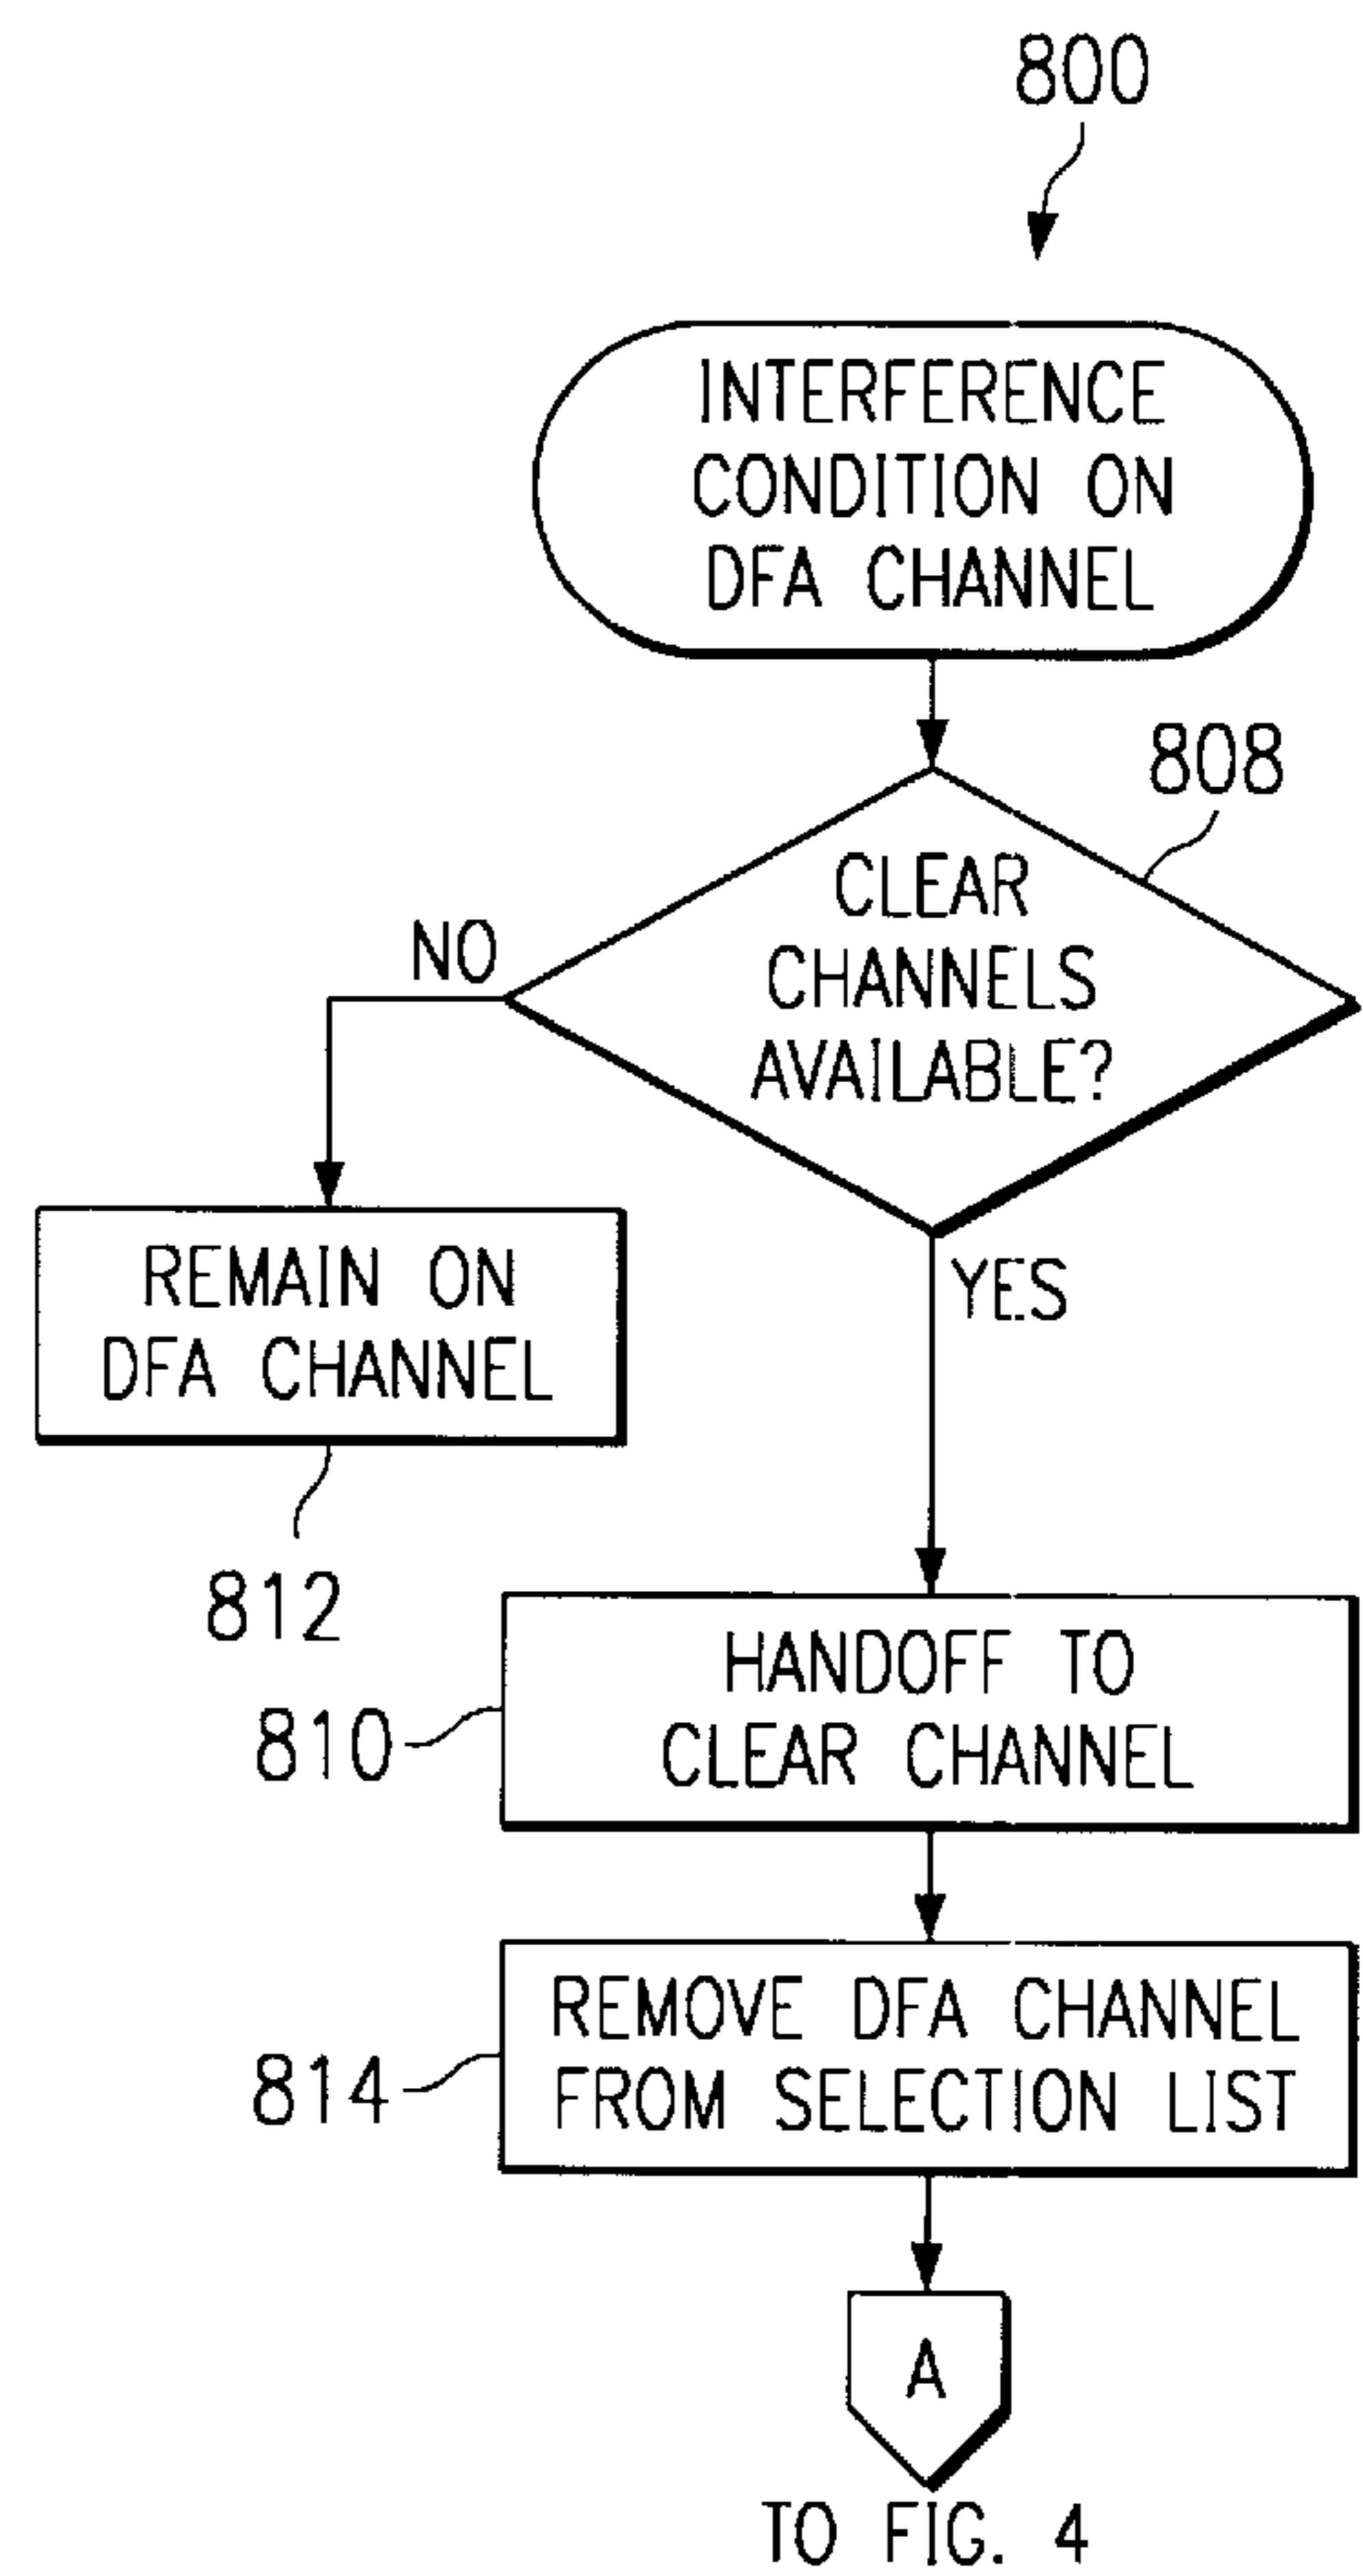 800
INTERFERENCE
CONDITION ON
DFA CHANNEL
808
CLEAR
CHANNELS
AVAILABLE?
NO
YES
REMAIN ON
DFA CHANNEL
812
HANDOFF TO
CLEAR CHANNEL
810
REMOVE DFA CHANNEL
FROM SELECTION LIST
814
A
TO FIG. 4